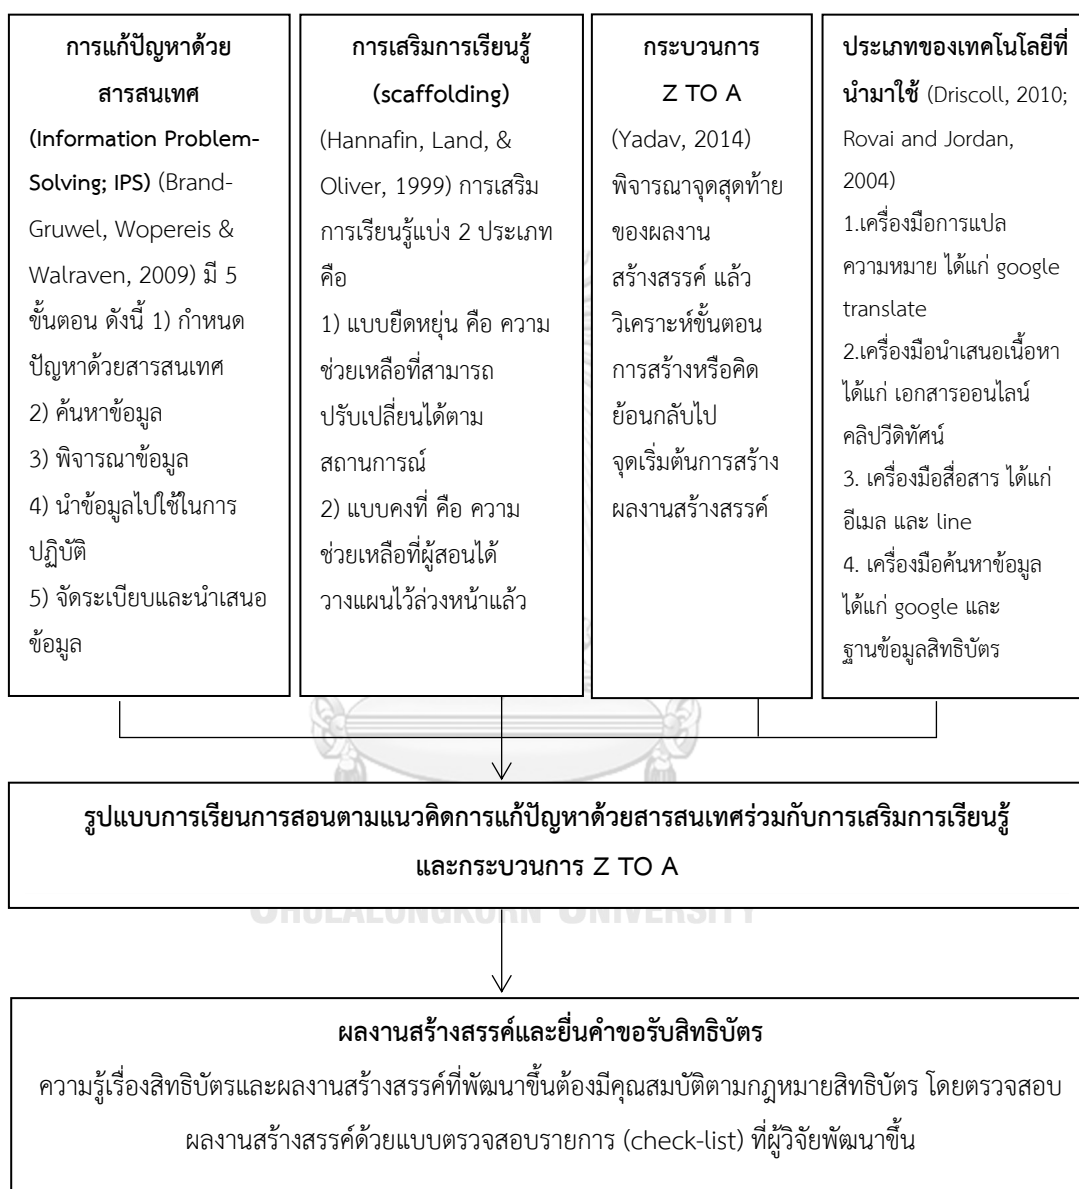 การแก้ปัญหาด้วย
สารสนเทศ
(Information Problem-
Solving; IPS) (Brand-
Gruwel, Wopereis &
Walraven, 2009) มี 5
ขั้นตอน ดังนี้ 1) กำหนด
ปัญหาด้วยสารสนเทศ
2) ค้นหาข้อมูล
3) พิจารณาข้อมูล
4) นำข้อมูลไปใช้ในการ
ปฏิบัติ
5) จัดระเบียบและนำเสนอ
ข้อมูล
การเสริมการเรียนรู้
(scaffolding)
(Hannafin, Land, &
Oliver, 1999) การเสริม
การเรียนรู้แบ่ง 2 ประเภท
คือ
1) แบบยืดหยุ่น คือ ความ
ช่วยเหลือที่สามารถ
ปรับเปลี่ยนได้ตาม
สถานการณ์
2) แบบคงที่ คือ ความ
ช่วยเหลือที่ผู้สอนได้
วางแผนไว้ล่วงหน้าแล้ว
กระบวนการ
Z TO A
(Yadav, 2014)
พิจารณาจุดสุดท้าย
ของผลงาน
สร้างสรรค์ แล้ว
วิเคราะห์ขั้นตอน
การสร้างหรือคิด
ย้อนกลับไป
จุดเริ่มต้นการสร้าง
ผลงานสร้างสรรค์
ประเภทของเทคโนโลยีที่
นำมาใช้ (Driscoll, 2010;
Rovai and Jordan,
2004)
1.เครื่องมือการแปล
ความหมาย ได้แก่ google
translate
2.เครื่องมือนำเสนอเนื้อหา
ได้แก่ เอกสารออนไลน์
คลิปวีดิทัศน์
3. เครื่องมือสื่อสาร ได้แก่
อีเมล และ line
4. เครื่องมือค้นหาข้อมูล
ได้แก่ google และ
ฐานข้อมูลสิทธิบัตร
รูปแบบการเรียนการสอนตามแนวคิดการแก้ปัญหาด้วยสารสนเทศร่วมกับการเสริมการเรียนรู้
และกระบวนการ Z TO A
CHULALONGKORN UNIVERSITY
ผลงานสร้างสรรค์และยื่นคำขอรับสิทธิบัตร
ความรู้เรื่องสิทธิบัตรและผลงานสร้างสรรค์ที่พัฒนาขึ้นต้องมีคุณสมบัติตามกฎหมายสิทธิบัตร โดยตรวจสอบ
ผลงานสร้างสรรค์ด้วยแบบตรวจสอบรายการ (check-list) ที่ผู้วิจัยพัฒนาขึ้น